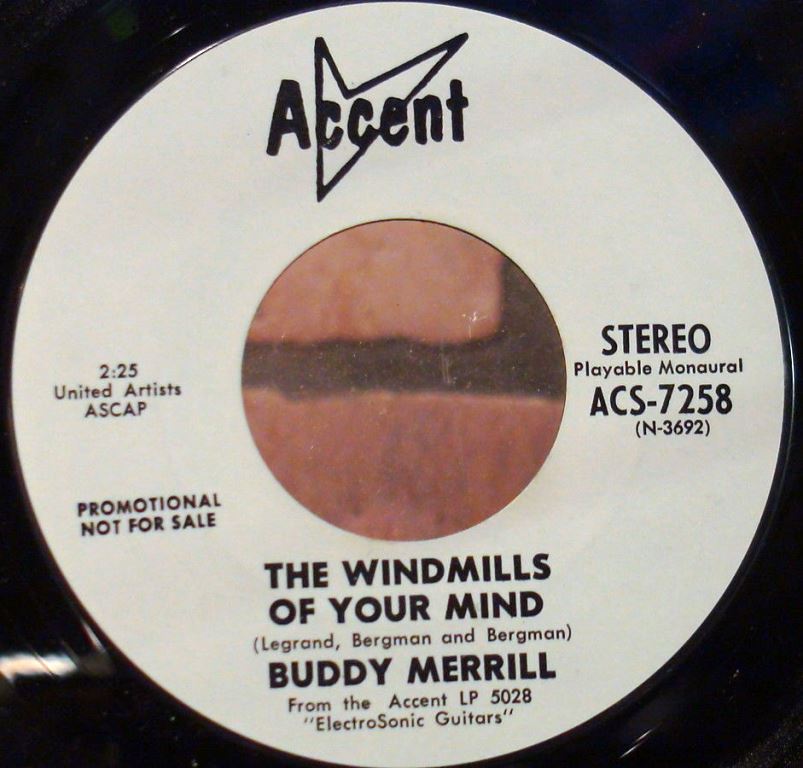 Accent
2:25
United Artists
ASCAP
STEREO
Playable Monaural
ACS-7258
(N-3692)
PROMOTIONAL
NOT FOR SALE
THE WINDMILLS
OF YOUR MIND
(Legrand, Bergman and Bergman)
BUDDY MERRILL
From the Accent LP 5028
"ElectroSonic Guitars"